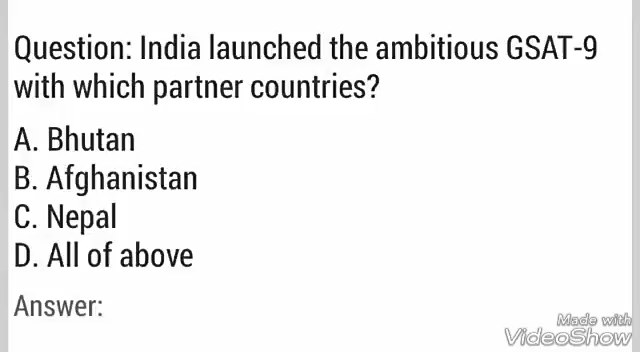 Question: India launched the ambitious GSAT-9
with which partner countries?
A. Bhutan
B. Afghanistan
C. Nepal
D. All of above
Answer:
Made with
VideoShow